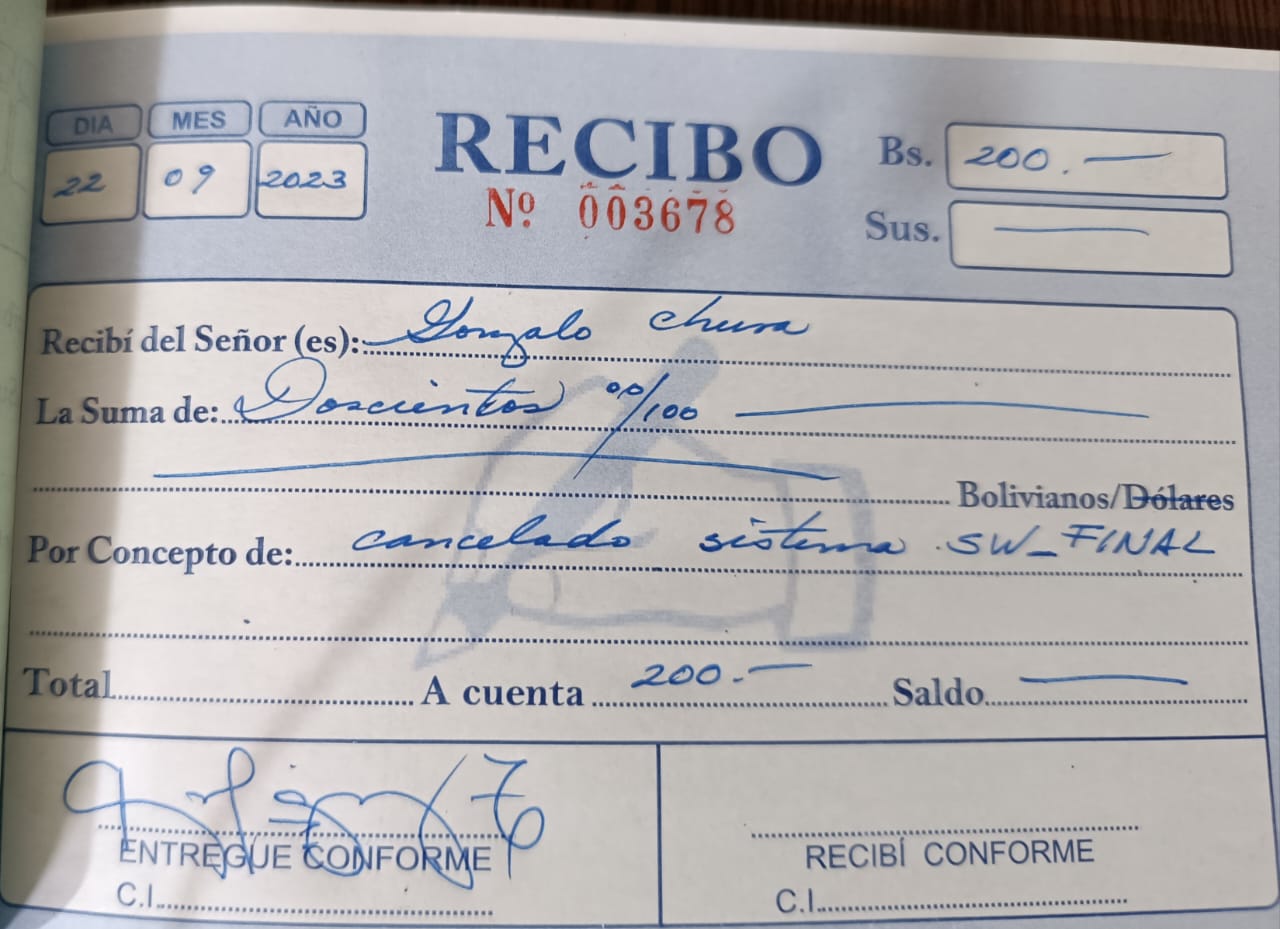 DIA MES AÑO
22 09 2023
RECIBO
Nº 003678
Bs. 200.—
Sus. —
Recibí del Señor (es): Gonzalo Chura
La Suma de: Doscientos 00/100 —
— Bolivianos/Dólares
Por Concepto de: cancelado sistema SW_FINAL
Total A cuenta 200.— Saldo —
ENTREGUE CONFORME
C.I.
RECIBÍ CONFORME
C.I.